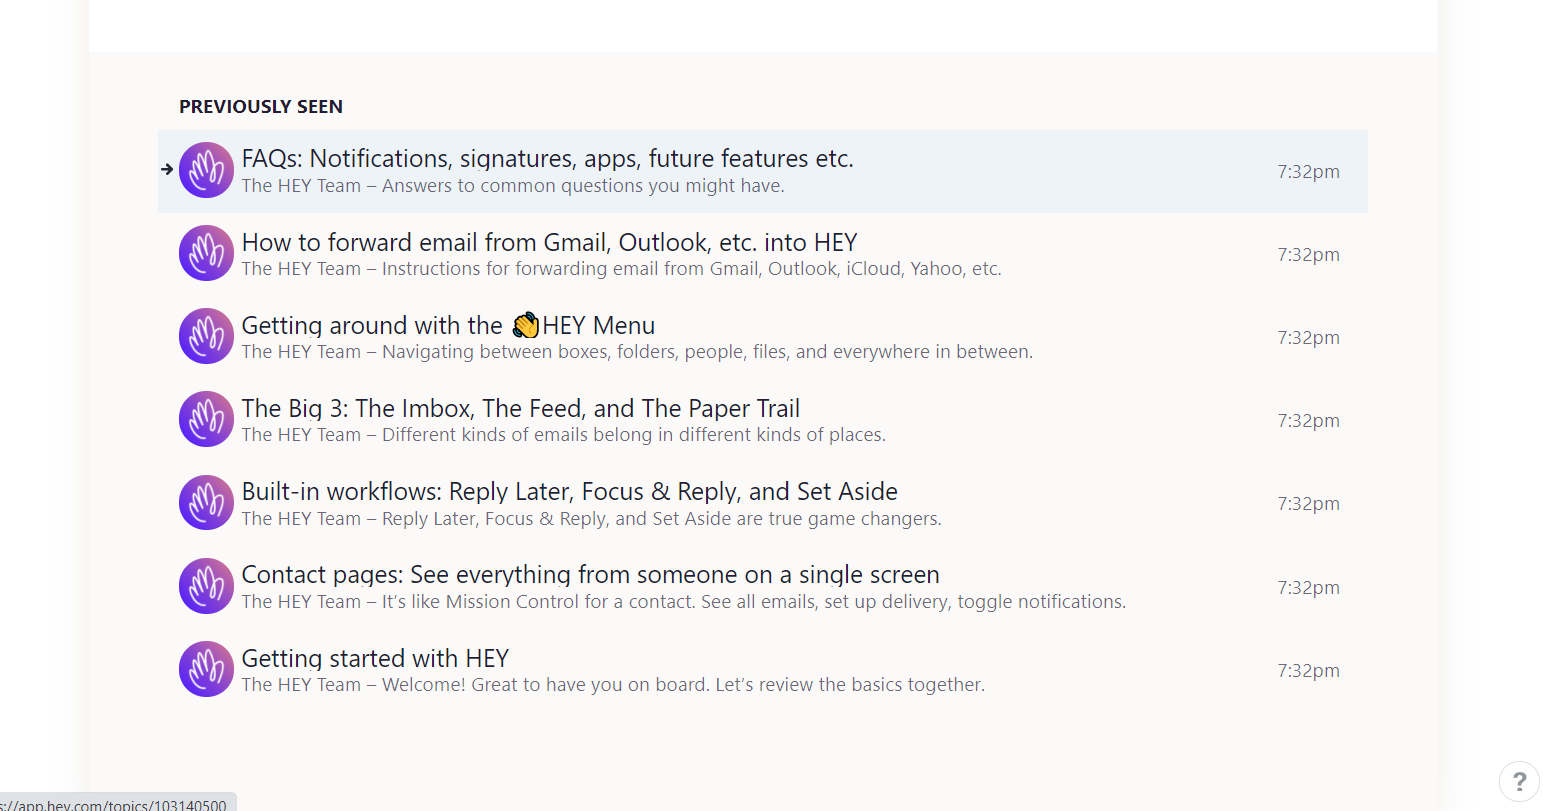 PREVIOUSLY SEEN
FAQs: Notifications, signatures, apps, future features etc.
The HEY Team – Answers to common questions you might have.
7:32pm
How to forward email from Gmail, Outlook, etc. into HEY
The HEY Team – Instructions for forwarding email from Gmail, Outlook, iCloud, Yahoo, etc.
7:32pm
Getting around with the 👋HEY Menu
The HEY Team – Navigating between boxes, folders, people, files, and everywhere in between.
7:32pm
The Big 3: The Imbox, The Feed, and The Paper Trail
The HEY Team – Different kinds of emails belong in different kinds of places.
7:32pm
Built-in workflows: Reply Later, Focus & Reply, and Set Aside
The HEY Team – Reply Later, Focus & Reply, and Set Aside are true game changers.
7:32pm
Contact pages: See everything from someone on a single screen
The HEY Team – It’s like Mission Control for a contact. See all emails, set up delivery, toggle notifications.
7:32pm
Getting started with HEY
The HEY Team – Welcome! Great to have you on board. Let’s review the basics together.
7:32pm
?
s://app.hey.com/topics/103140500